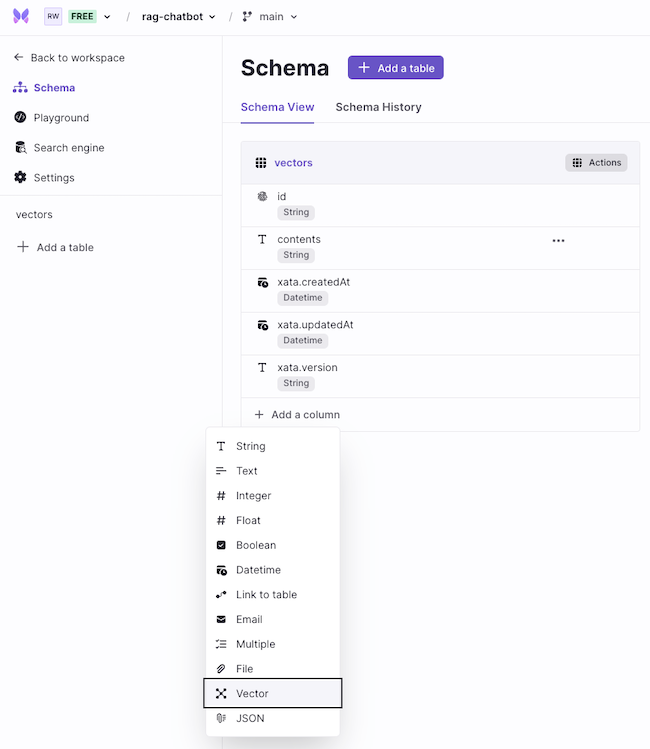 RW FREE / rag-chatbot / main
Back to workspace
Schema
Playground
Search engine
Settings
vectors
Add a table
Schema
Add a table
Schema View Schema History
vectors Actions
id
String
contents
String
xata.createdAt
Datetime
xata.updatedAt
Datetime
xata.version
String
Add a column
String
Text
Integer
Float
Boolean
Datetime
Link to table
Email
Multiple
File
Vector
JSON